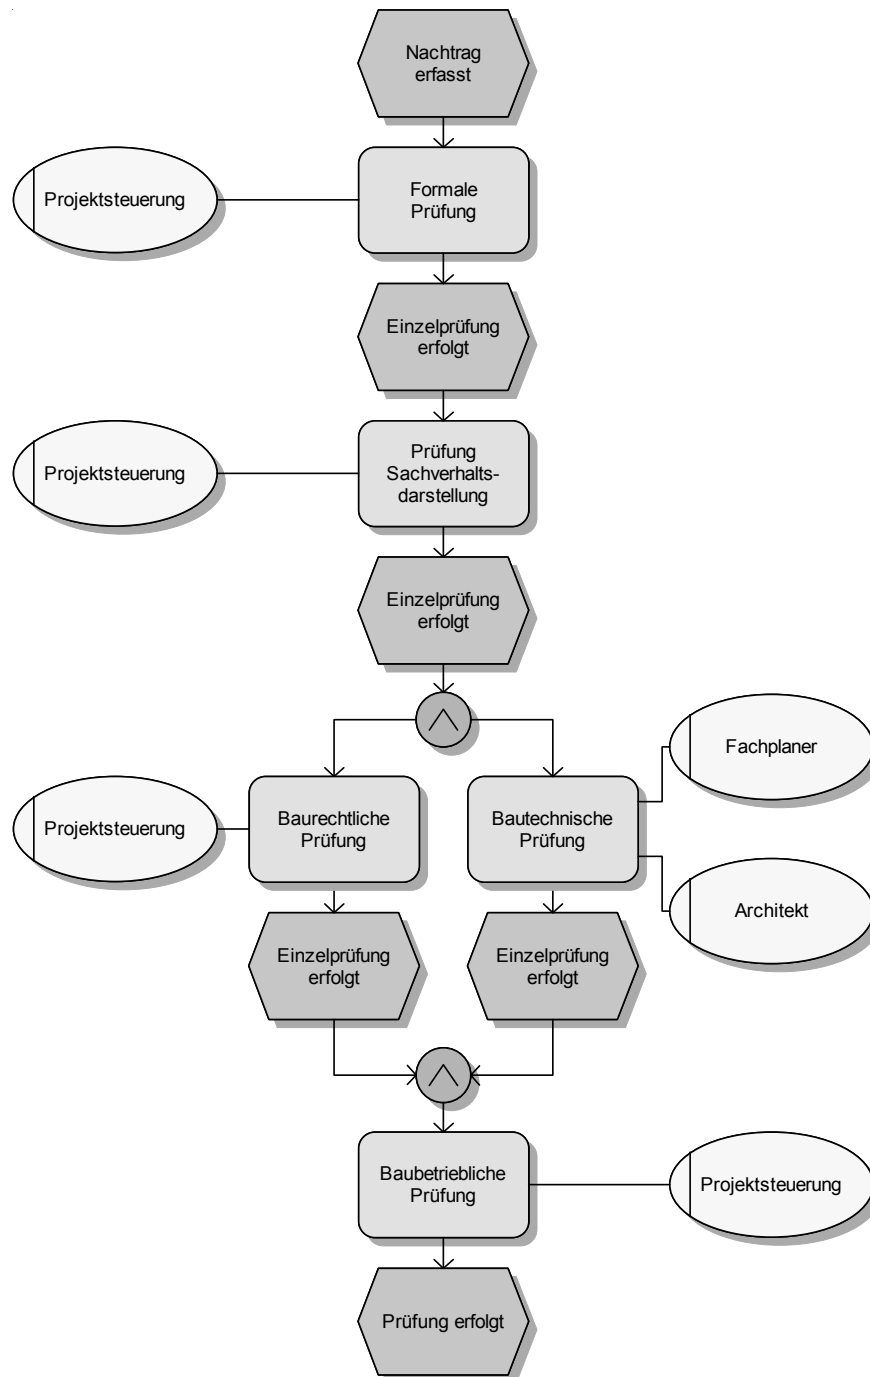 Nachtrag
erfasst
Projektsteuerung
Formale
Prüfung
Einzelprüfung
erfolgt
Projektsteuerung
Prüfung
Sachverhalts-
darstellung
Einzelprüfung
erfolgt
Fachplaner
Projektsteuerung
Baurechtliche
Prüfung
Bautechnische
Prüfung
Architekt
Einzelprüfung
erfolgt
Einzelprüfung
erfolgt
Baubetriebliche
Prüfung
Projektsteuerung
Prüfung erfolgt